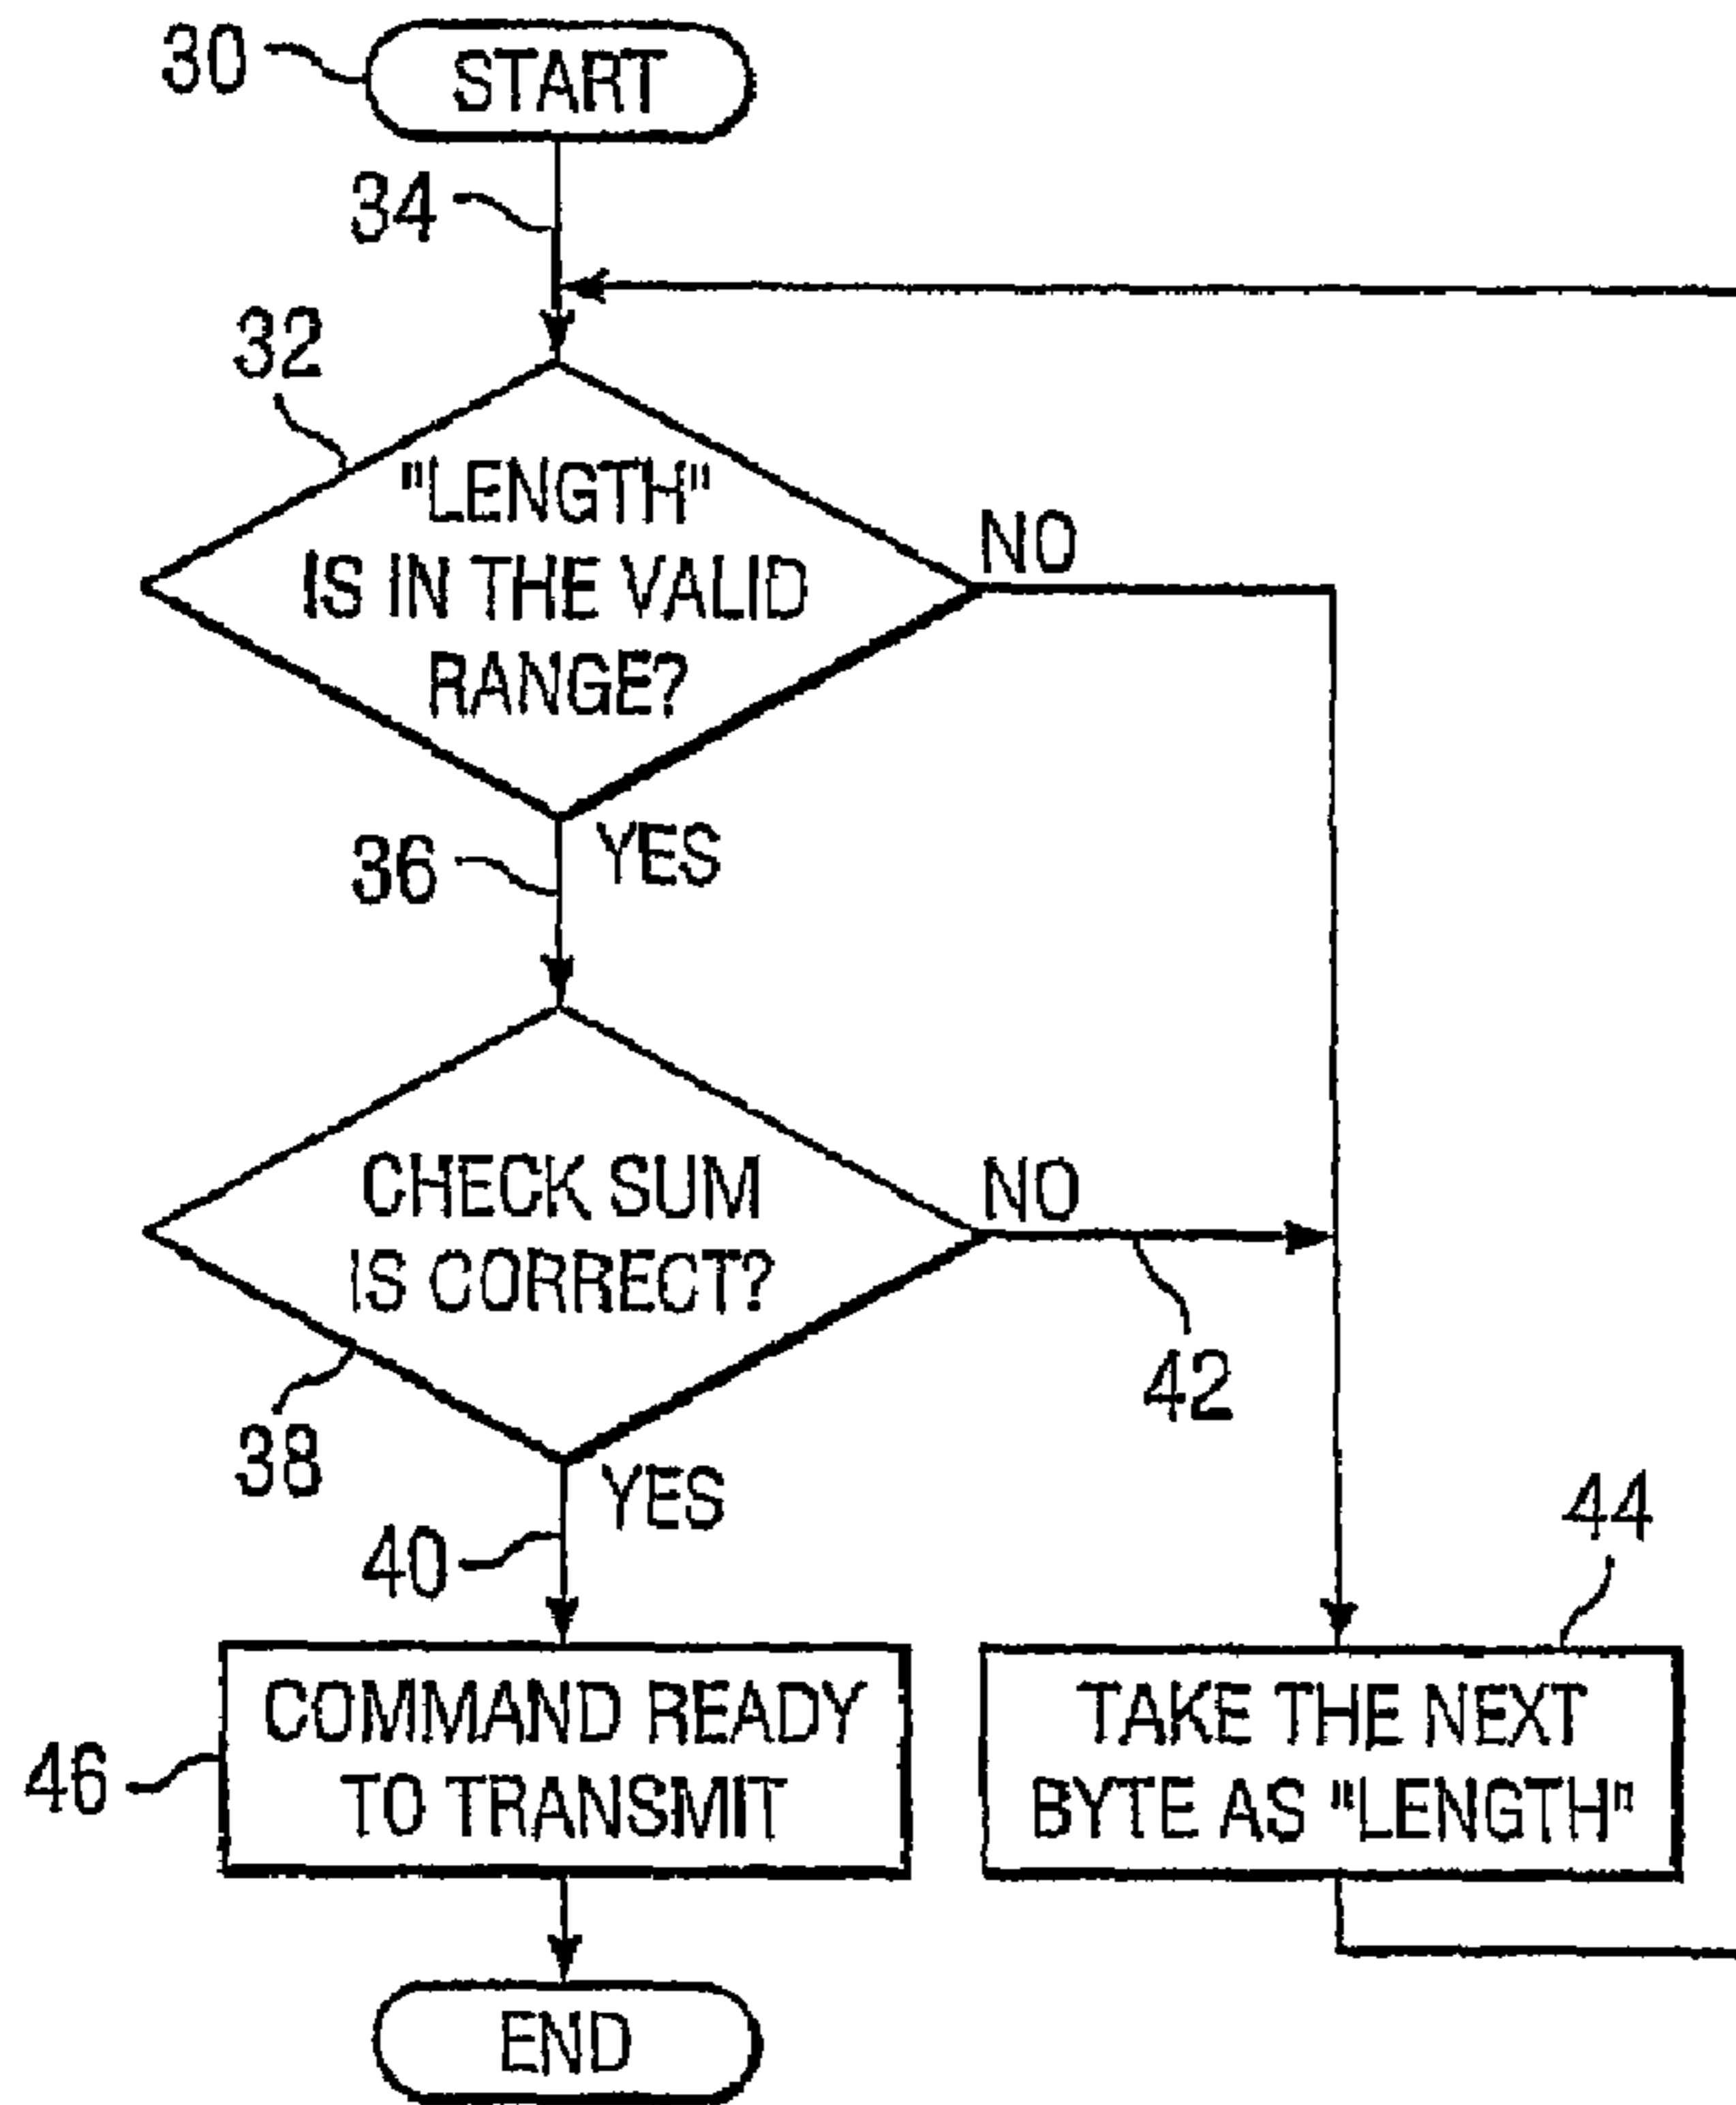 30
START
34
32
"LENGTH"
IS IN THE VALID
RANGE?
NO
36
YES
CHECK SUM
IS CORRECT?
NO
42
38
YES
40
44
COMMAND READY
TO TRANSMIT
46
TAKE THE NEXT
BYTE AS "LENGTH"
END